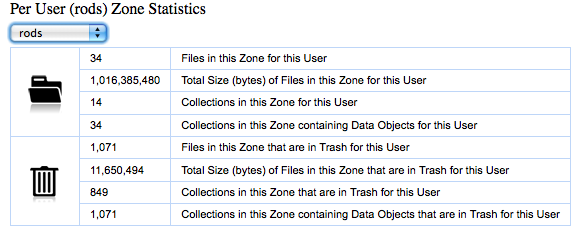 Per User (rods) Zone Statistics
rods
34 Files in this Zone for this User
1,016,385,480 Total Size (bytes) of Files in this Zone for this User
14 Collections in this Zone for this User
34 Collections in this Zone containing Data Objects for this User
1,071 Files in this Zone that are in Trash for this User
11,650,494 Total Size (bytes) of Files in this Zone that are in Trash for this User
849 Collections in this Zone that are in Trash for this User
1,071 Collections in this Zone containing Data Objects that are in Trash for this User